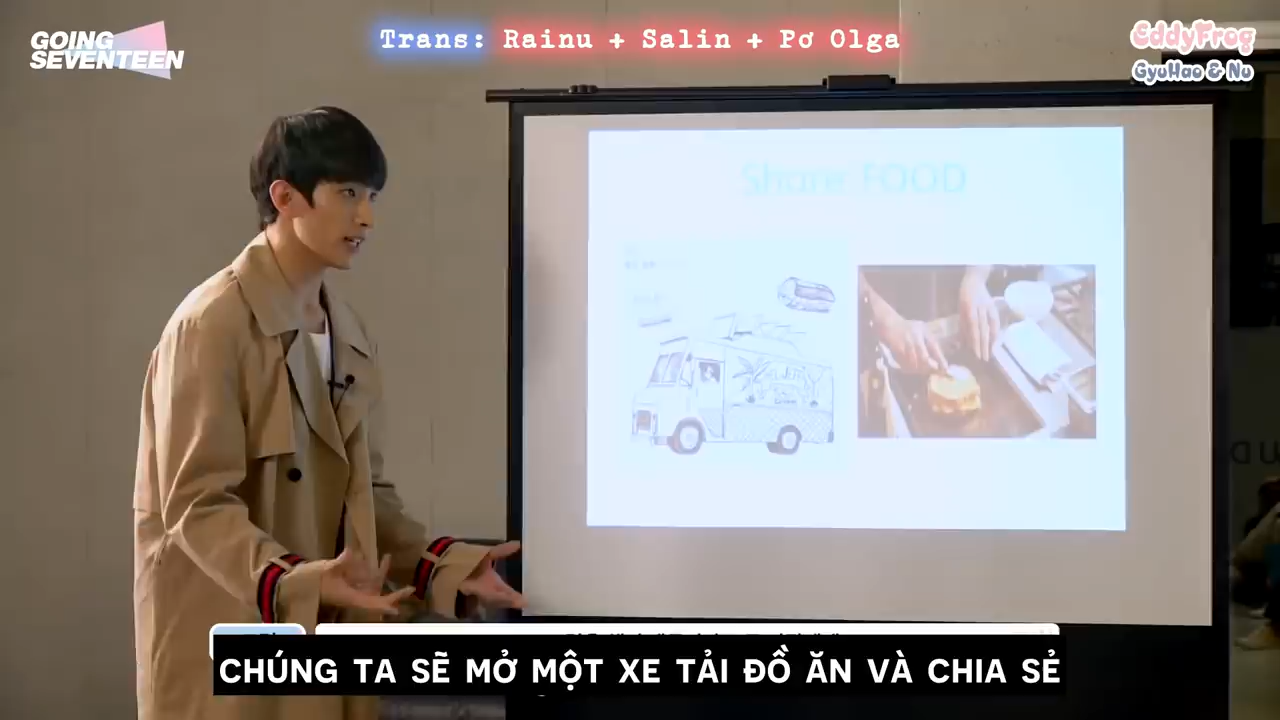 GOING
SEVENTEEN
Trans: Rainu + Salin + Pơ Olga
EddyFrog
GyuHao & Nu
Share FOOD
CHÚNG TA SẼ MỞ MỘT XE TẢI ĐỒ ĂN VÀ CHIA SẺ